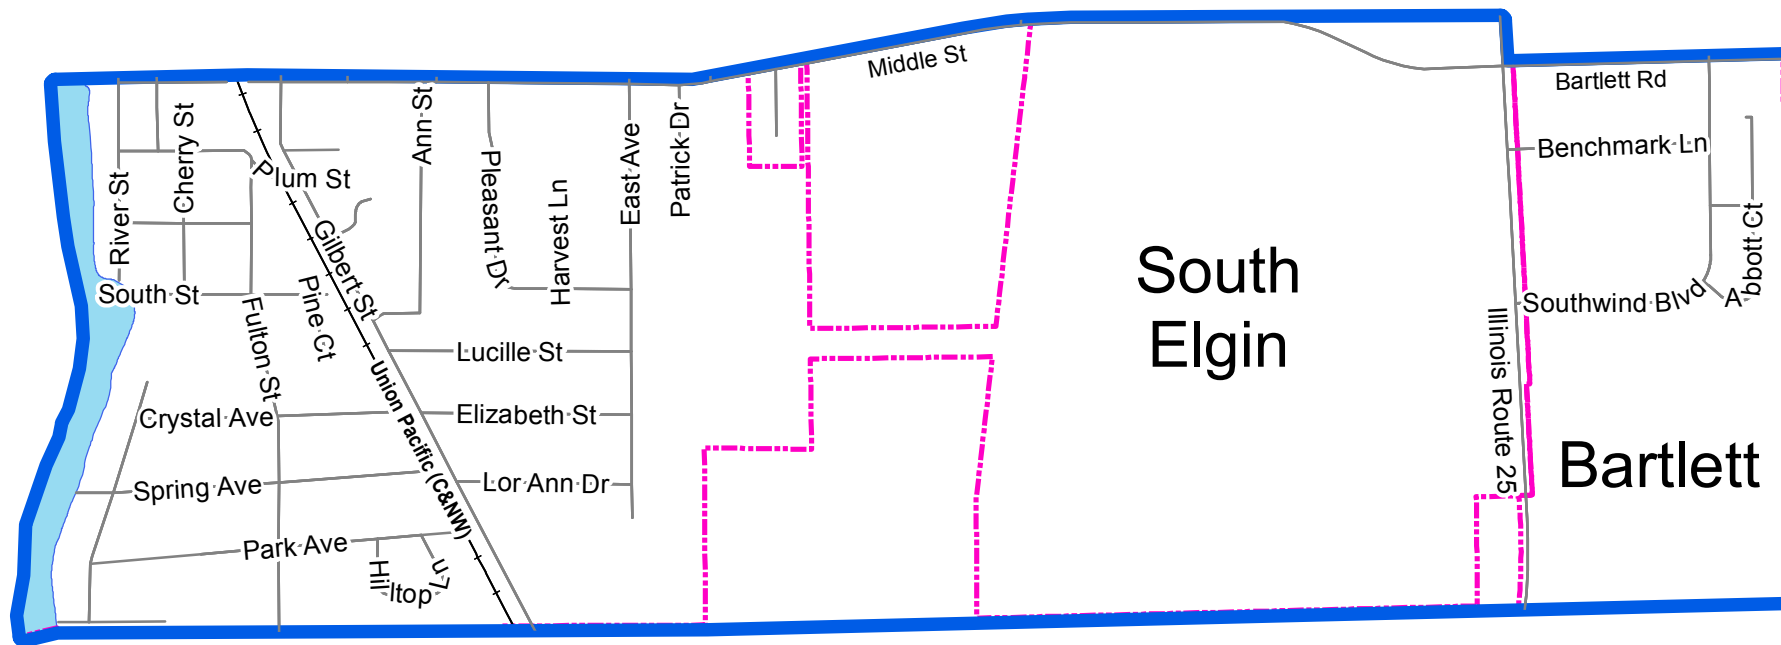 Middle St
Bartlett Rd
Benchmark Ln
Abbott Ct
Southwind Blvd
Illinois Route 25
South
Elgin
Bartlett
River St
Cherry St
Plum St
Ann St
Pleasant Dr
Harvest Ln
East Ave
Patrick Dr
Gilbert St
South St
Pine Ct
Fulton St
Lucille St
Union Pacific (C&NW)
Crystal Ave
Elizabeth St
Spring Ave
Lor Ann Dr
Park Ave
Hilltop Ln